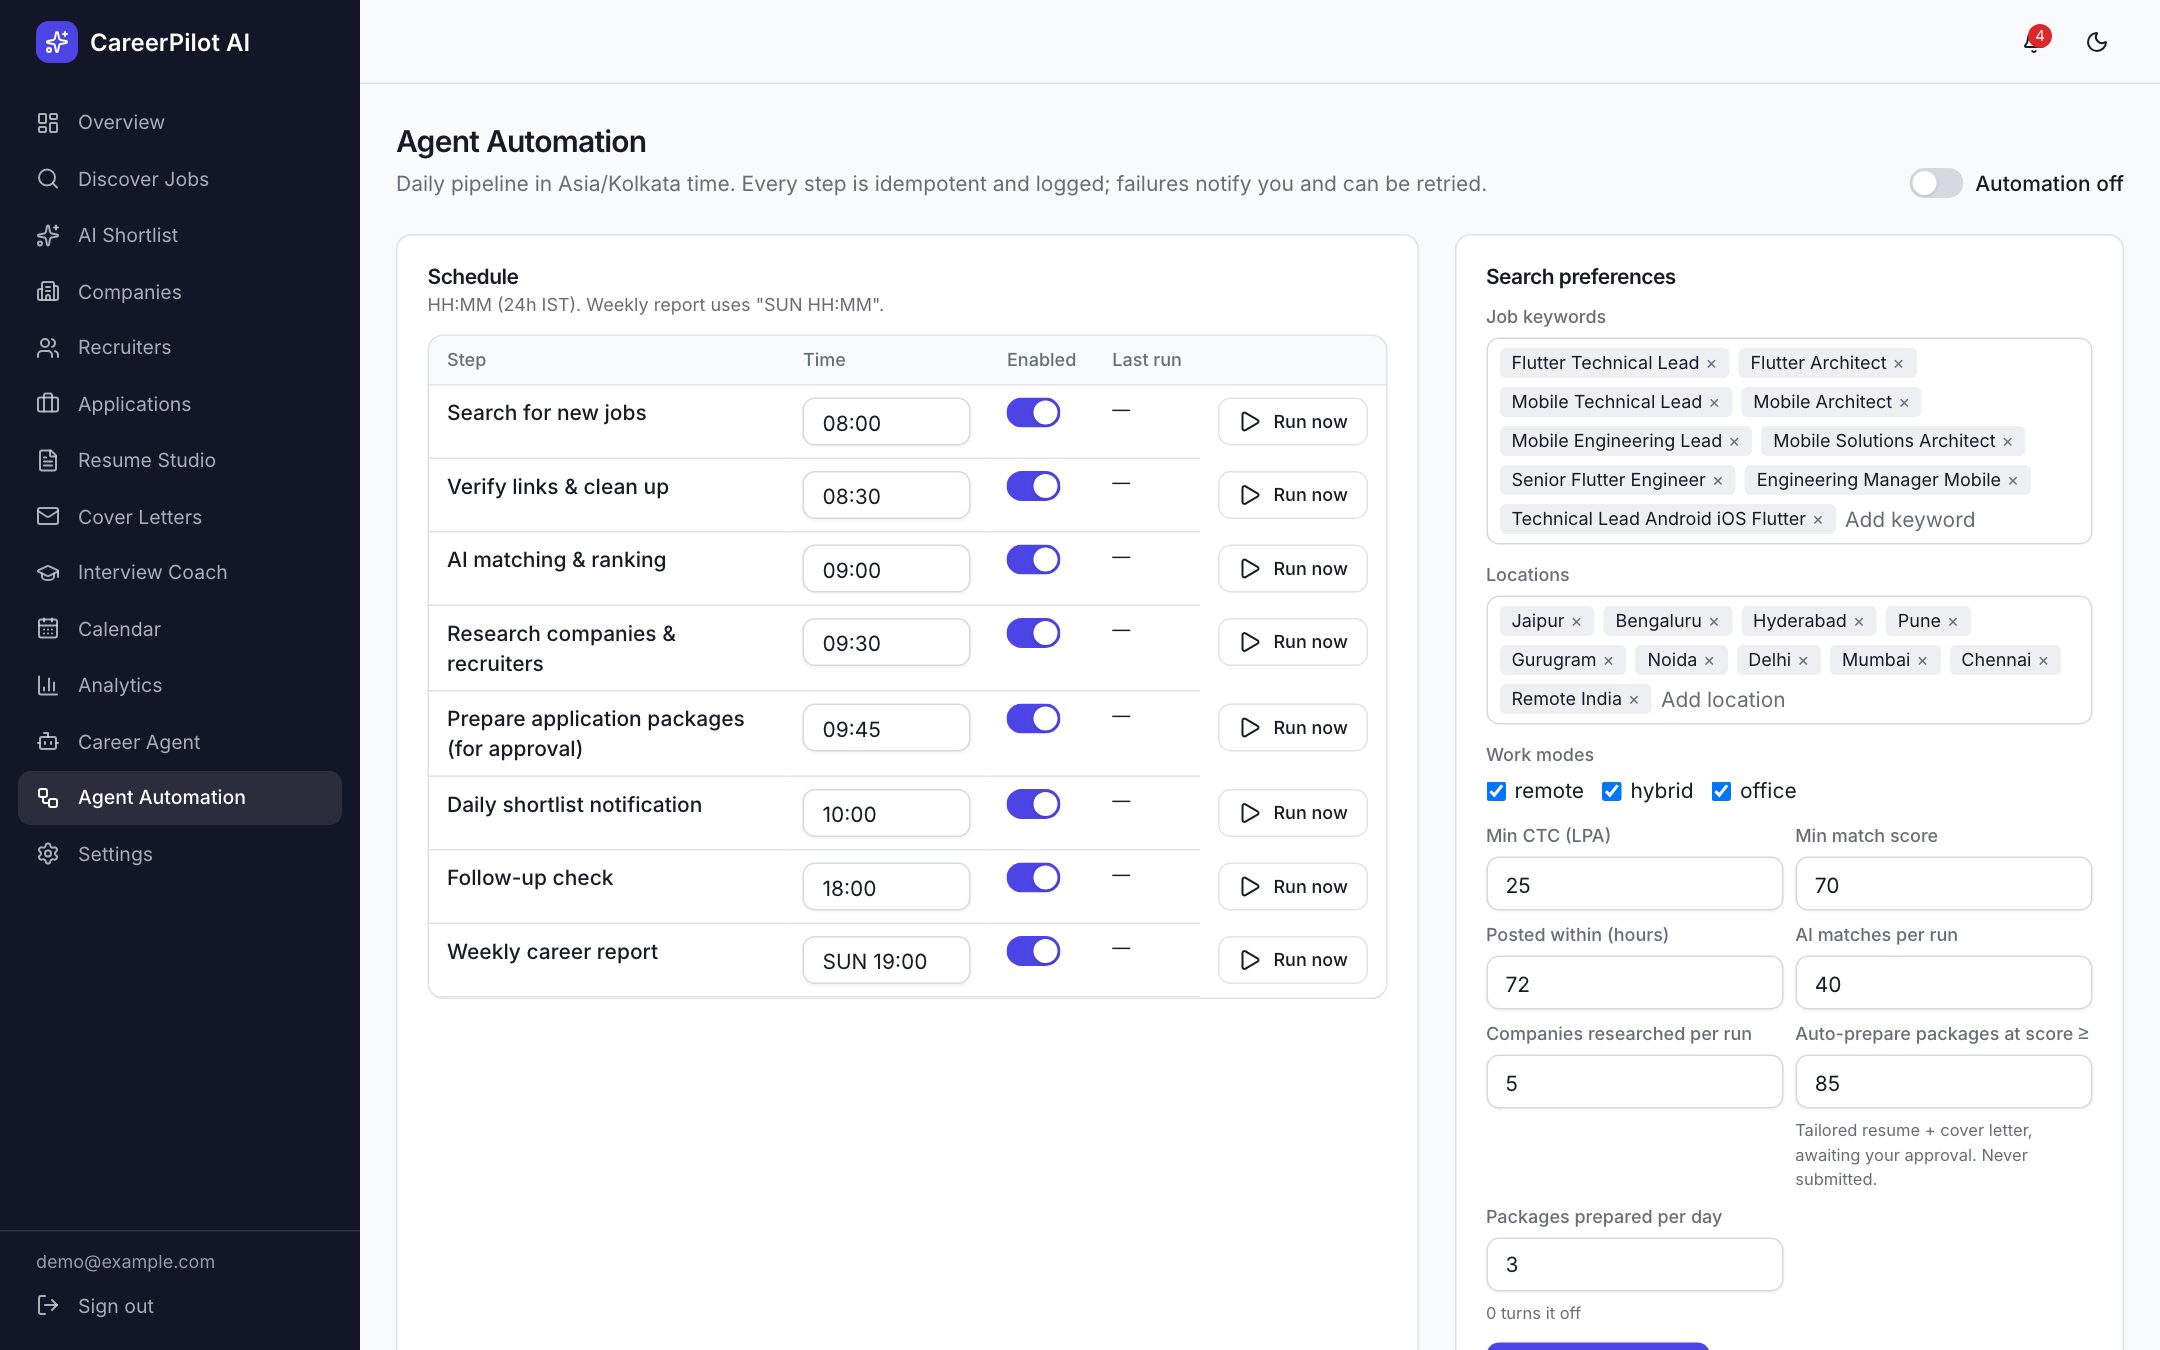 CareerPilot AI
Overview
Discover Jobs
AI Shortlist
Companies
Recruiters
Applications
Resume Studio
Cover Letters
Interview Coach
Calendar
Analytics
Career Agent
Agent Automation
Settings
demo@example.com
Sign out
4
Agent Automation
Daily pipeline in Asia/Kolkata time. Every step is idempotent and logged; failures notify you and can be retried.
Automation off
Schedule
HH:MM (24h IST). Weekly report uses "SUN HH:MM".
Step Time Enabled Last run
Search for new jobs 08:00 — Run now
Verify links & clean up 08:30 — Run now
AI matching & ranking 09:00 — Run now
Research companies &
recruiters 09:30 — Run now
Prepare application packages
(for approval) 09:45 — Run now
Daily shortlist notification 10:00 — Run now
Follow-up check 18:00 — Run now
Weekly career report SUN 19:00 — Run now
Search preferences
Job keywords
Flutter Technical Lead × Flutter Architect ×
Mobile Technical Lead × Mobile Architect ×
Mobile Engineering Lead × Mobile Solutions Architect ×
Senior Flutter Engineer × Engineering Manager Mobile ×
Technical Lead Android iOS Flutter × Add keyword
Locations
Jaipur × Bengaluru × Hyderabad × Pune ×
Gurugram × Noida × Delhi × Mumbai × Chennai ×
Remote India × Add location
Work modes
remote hybrid office
Min CTC (LPA) Min match score
25 70
Posted within (hours) AI matches per run
72 40
Companies researched per run Auto-prepare packages at score ≥
5 85
Tailored resume + cover letter,
awaiting your approval. Never
submitted.
Packages prepared per day
3
0 turns it off